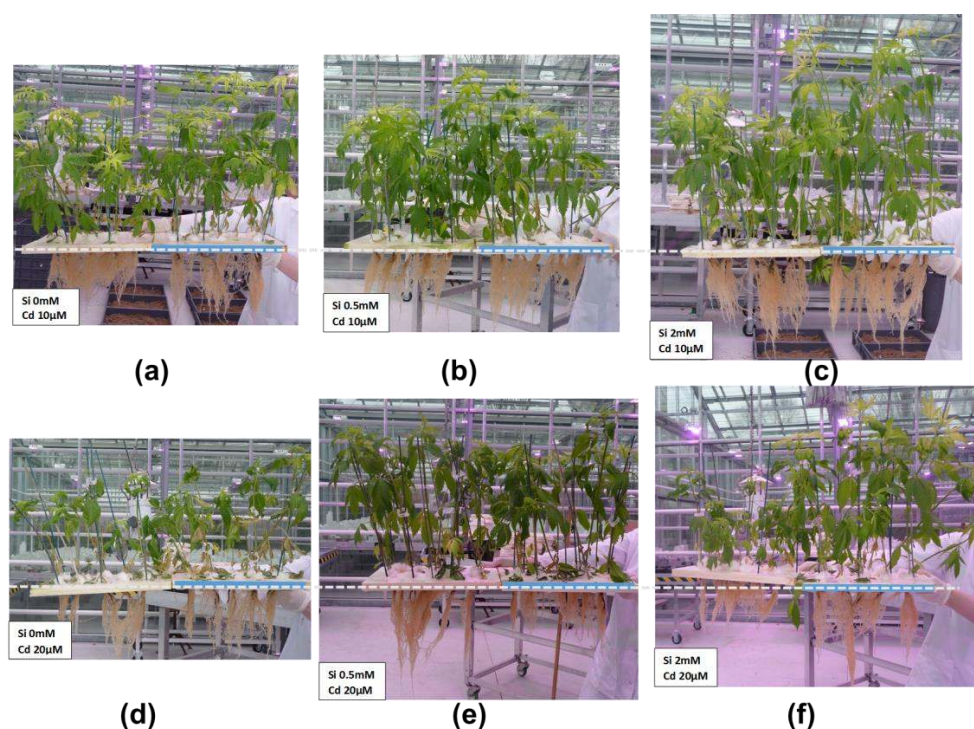 Si 0mM
Cd 10μM
Si 0.5mM
Cd 10μM
Si 2mM
Cd 10μM
(a)
(b)
(c)
Si 0mM
Cd 20μM
Si 0.5mM
Cd 20μM
Si 2mM
Cd 20μM
(d)
(e)
(f)